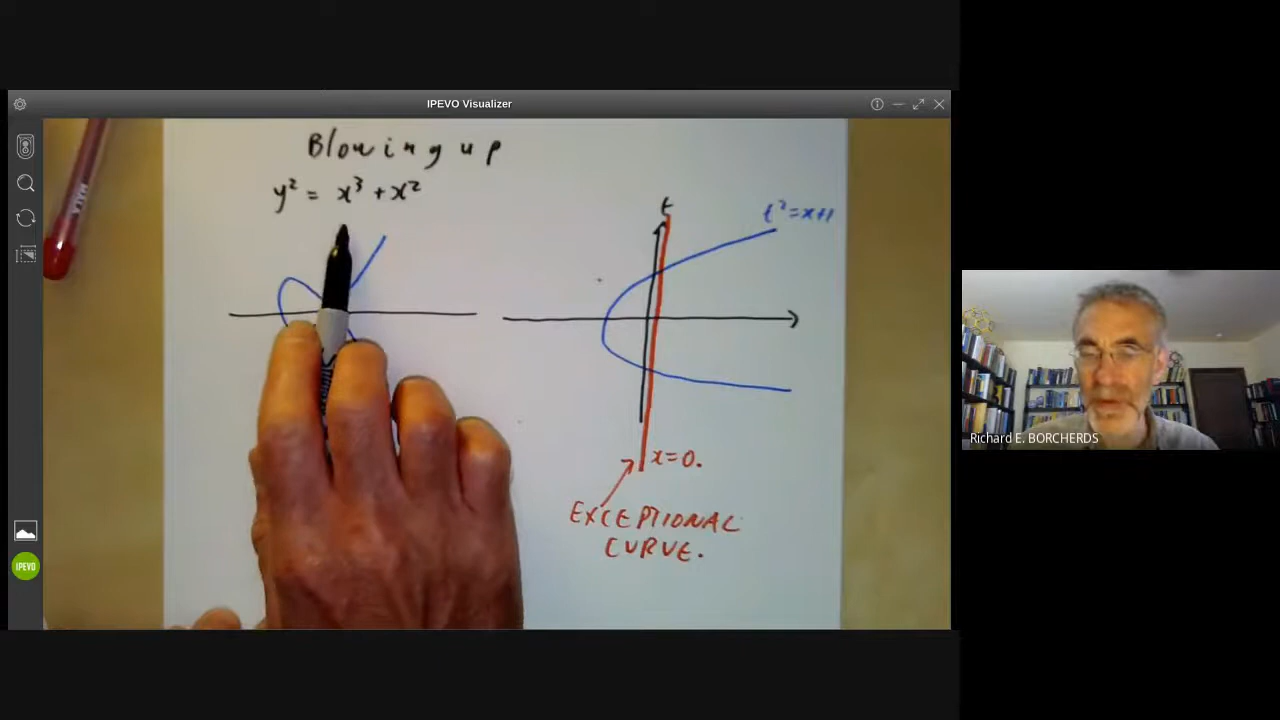 IPEVO Visualizer
Blowing up
y² = x³ + x²
t
t² = x+1
x=0.
EXCEPTIONAL
CURVE.
Richard E. BORCHERDS
IPEVO